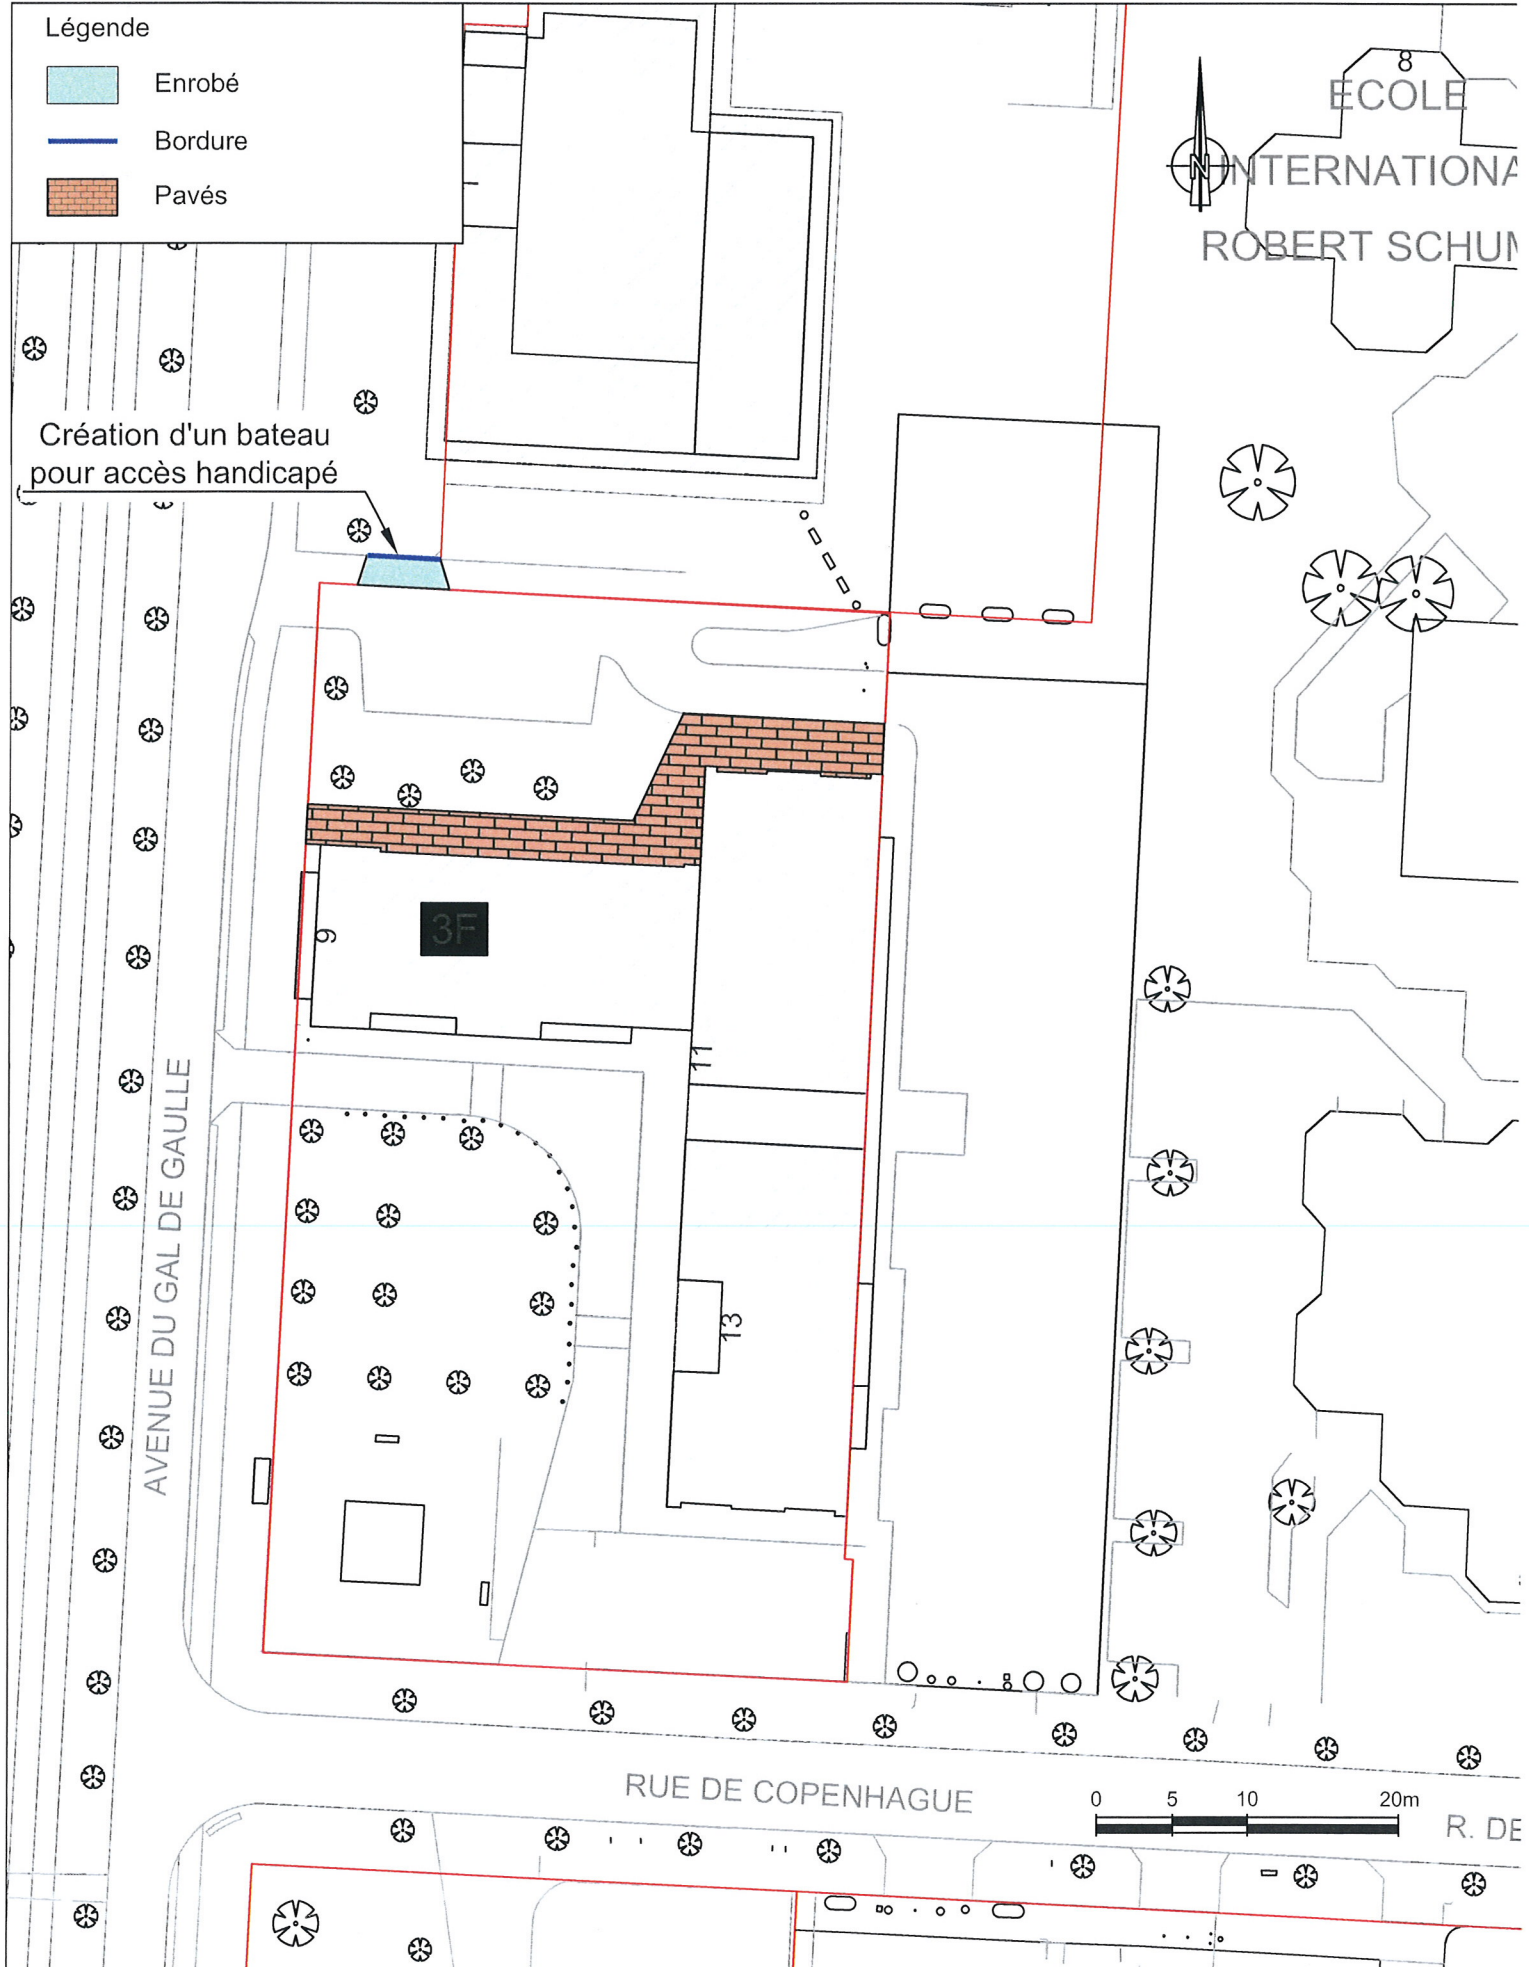 Légende
Enrobé
Bordure
Pavés
8
ECOLE
INTERNATIONA
ROBERT SCHUM
N
Création d'un bateau
pour accès handicapé
3F
9
11
13
AVENUE DU GAL DE GAULLE
RUE DE COPENHAGUE
0 5 10 20m
R. DE